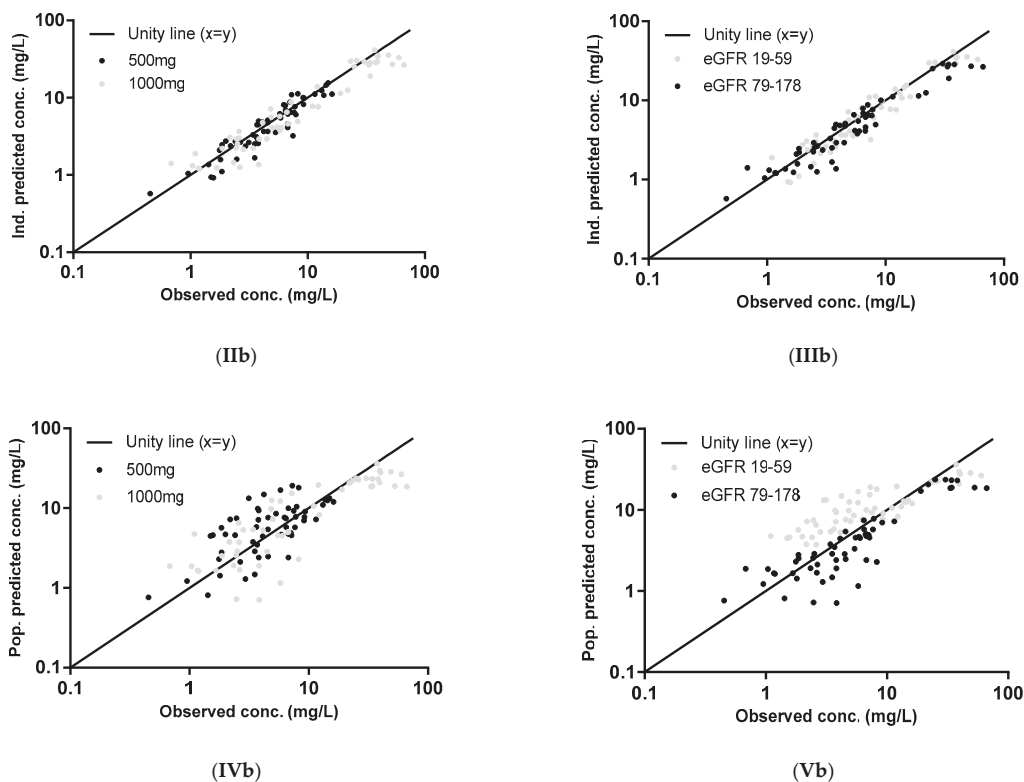 Ind. predicted conc. (mg/L)
100
10
1
0.1
Unity line (x=y)
500mg
1000mg
0.1 1 10 100
Observed conc. (mg/L)
(IIb)
Ind. predicted conc. (mg/L)
100
10
1
0.1
Unity line (x=y)
eGFR 19-59
eGFR 79-178
0.1 1 10 100
Observed conc. (mg/L)
(IIIb)
Pop. predicted conc. (mg/L)
100
10
1
0.1
Unity line (x=y)
500mg
1000mg
0.1 1 10 100
Observed conc. (mg/L)
(IVb)
Pop. predicted conc. (mg/L)
100
10
1
0.1
Unity line (x=y)
eGFR 19-59
eGFR 79-178
0.1 1 10 100
Observed conc. (mg/L)
(Vb)